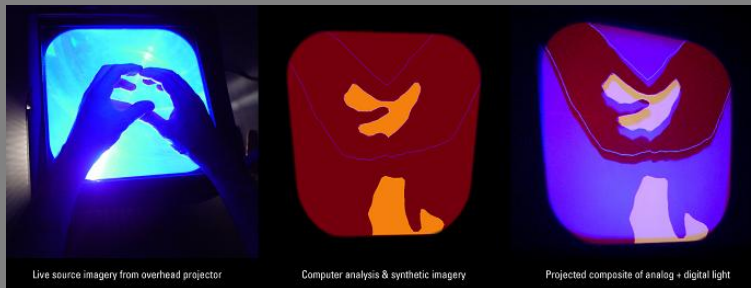 Live source imagery from overhead projector
Computer analysis & synthetic imagery
Projected composite of analog + digital light